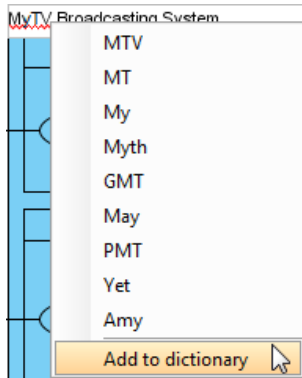 MyTV Broadcasting System
MTV
MT
My
Myth
GMT
May
PMT
Yet
Amy
Add to dictionary